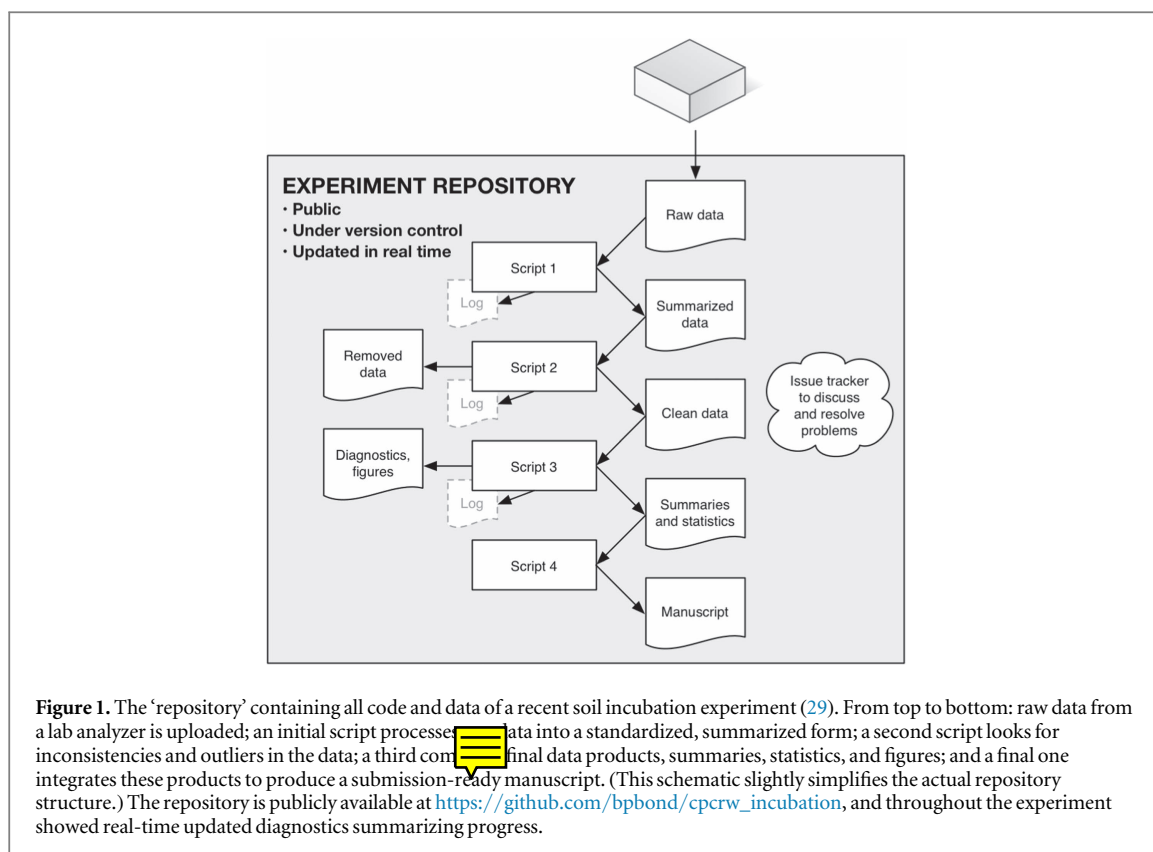 EXPERIMENT REPOSITORY
· Public
· Under version control
· Updated in real time
Raw data
Script 1
Log
Summarized
data
Removed
data
Script 2
Log
Clean data
Issue tracker
to discuss
and resolve
problems
Diagnostics,
figures
Script 3
Log
Summaries
and statistics
Script 4
Manuscript
Figure 1. The ‘repository’ containing all code and data of a recent soil incubation experiment (29). From top to bottom: raw data from
a lab analyzer is uploaded; an initial script processes data into a standardized, summarized form; a second script looks for
inconsistencies and outliers in the data; a third final data products, summaries, statistics, and figures; and a final one
integrates these products to produce a submission-ready manuscript. (This schematic slightly simplifies the actual repository
structure.) The repository is publicly available at https://github.com/bpbond/cpcrw_incubation, and throughout the experiment
showed real-time updated diagnostics summarizing progress.